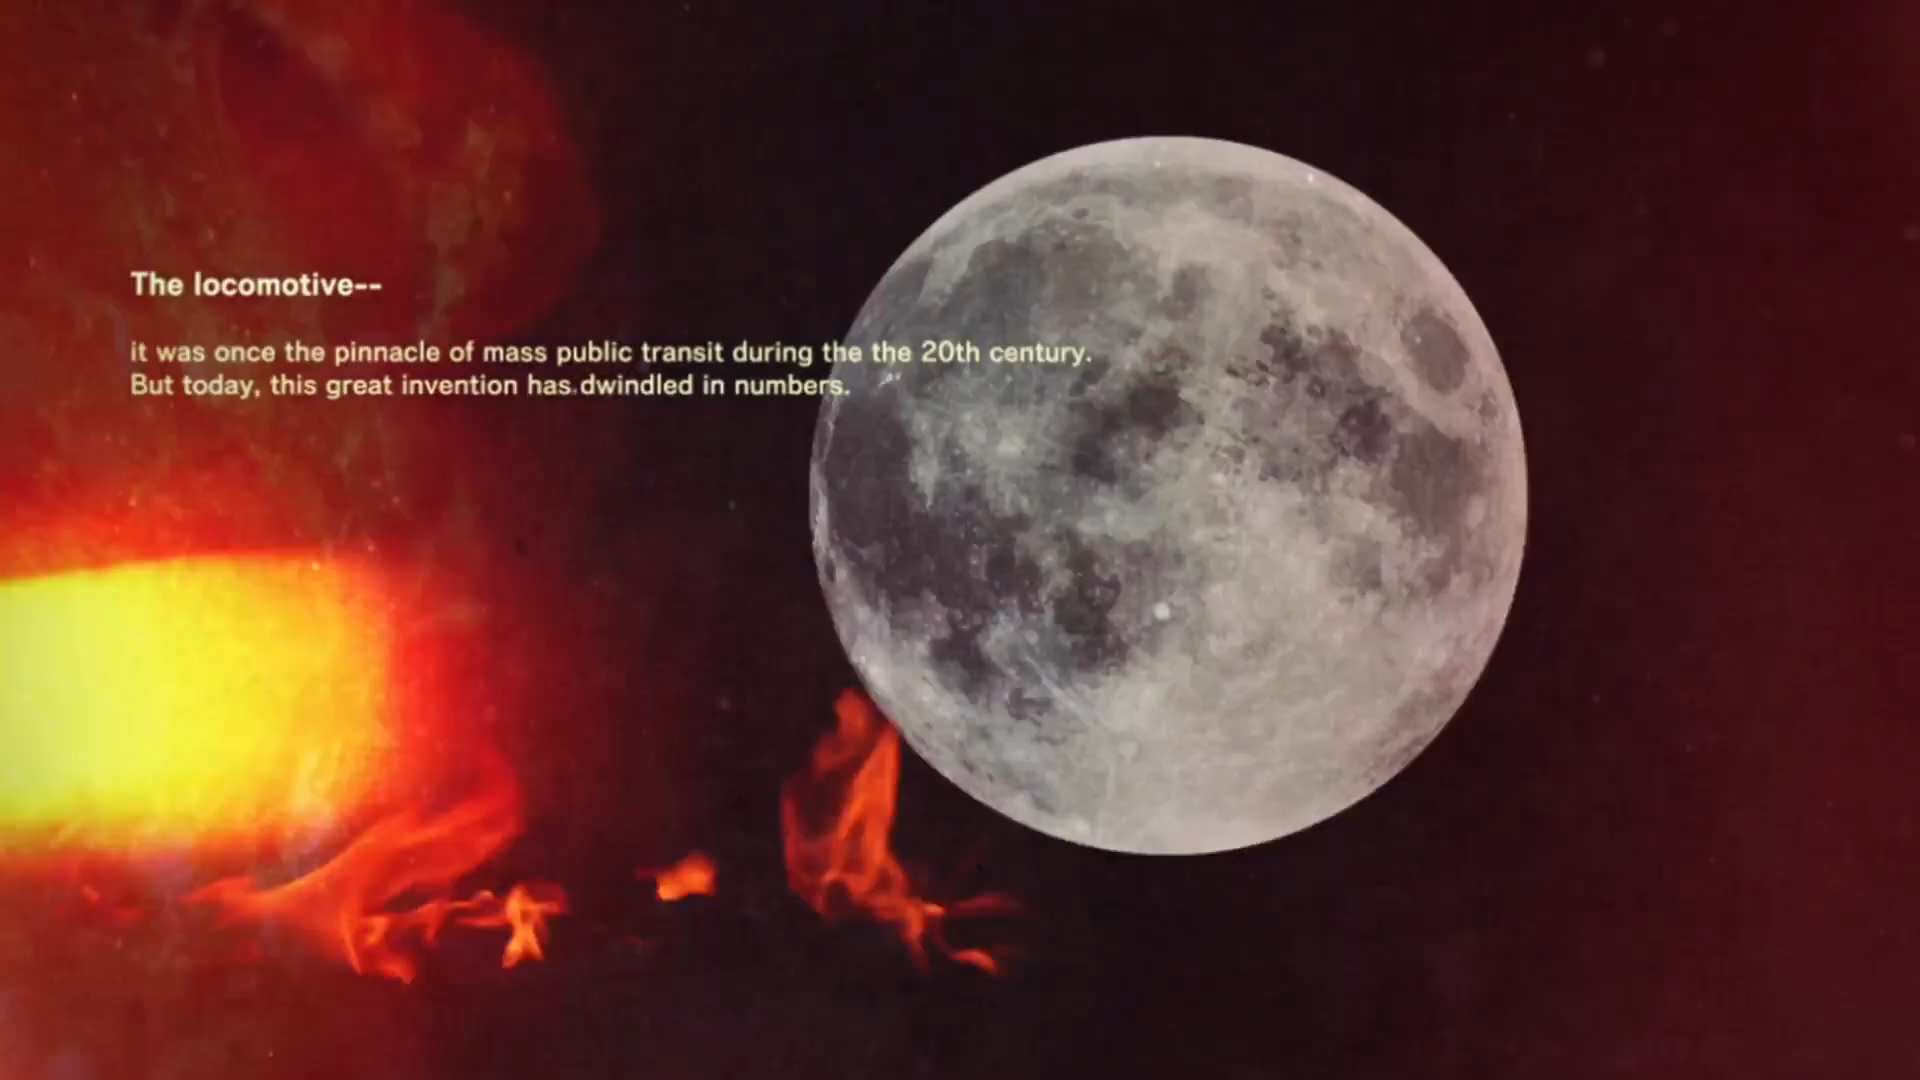 The locomotive--
it was once the pinnacle of mass public transit during the the 20th century.
But today, this great invention has dwindled in numbers.